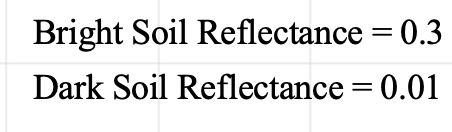 Bright Soil Reflectance = 0.3
Dark Soil Reflectance = 0.01